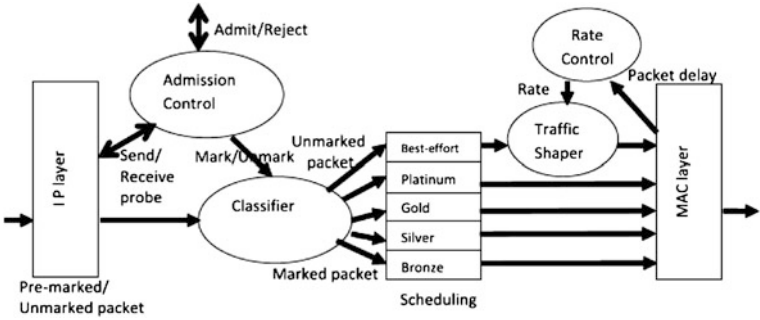 Admit/Reject
Admission
Control
Rate
Control
Packet delay
Rate
I P layer
Send/
Receive
probe
Mark/Unmark
Unmarked
packet
Best-effort
Traffic
Shaper
Platinum
MAC layer
Classifier
Gold
Silver
Marked packet
Bronze
Pre-marked/
Unmarked packet
Scheduling